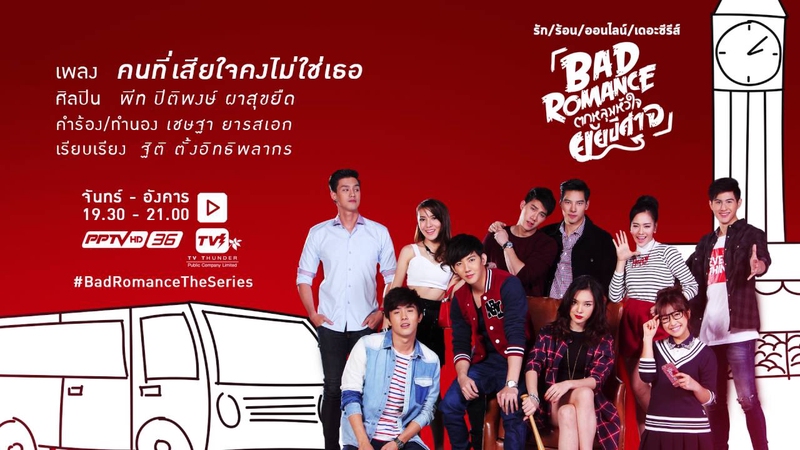 เพลง คนที่เสียใจคงไม่ใช่เธอ
ศิลปิน พีท ปิติพงษ์ ผาสุขยืด
คำร้อง/ทำนอง เชษฐา ยารสเอก
เรียบเรียง ฐิติ ตั้งอิทธิพลากร
จันทร์ - อังคาร
19.30 - 21.00
PPTV HD 36
TV
TV THUNDER
Public Company Limited
#BadRomanceTheSeries
รัก/ร้อน/ออนไลน์/เดอะซีรีส์
BAD
ROMANCE
ตกหลุมหัวใจ
ยัยปีศาจ